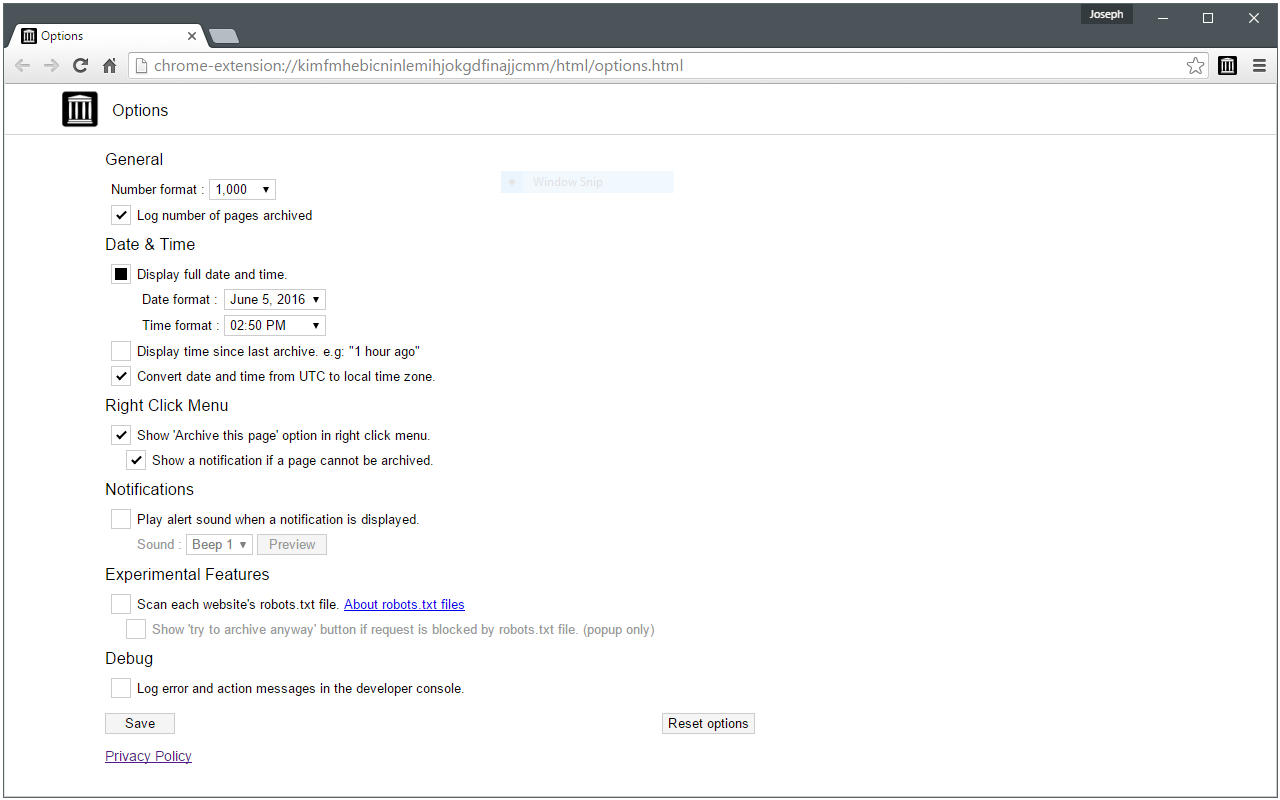 Joseph
Options
chrome-extension://kimfmhebicninlemihjokgdfinajjcmm/html/options.html
Options
General
Window Snip
Number format : 1,000
Log number of pages archived
Date & Time
Display full date and time.
Date format : June 5, 2016
Time format : 02:50 PM
Display time since last archive. e.g: "1 hour ago"
Convert date and time from UTC to local time zone.
Right Click Menu
Show 'Archive this page' option in right click menu.
Show a notification if a page cannot be archived.
Notifications
Play alert sound when a notification is displayed.
Sound : Beep 1 Preview
Experimental Features
Scan each website's robots.txt file. About robots.txt files
Show 'try to archive anyway' button if request is blocked by robots.txt file. (popup only)
Debug
Log error and action messages in the developer console.
Save Reset options
Privacy Policy